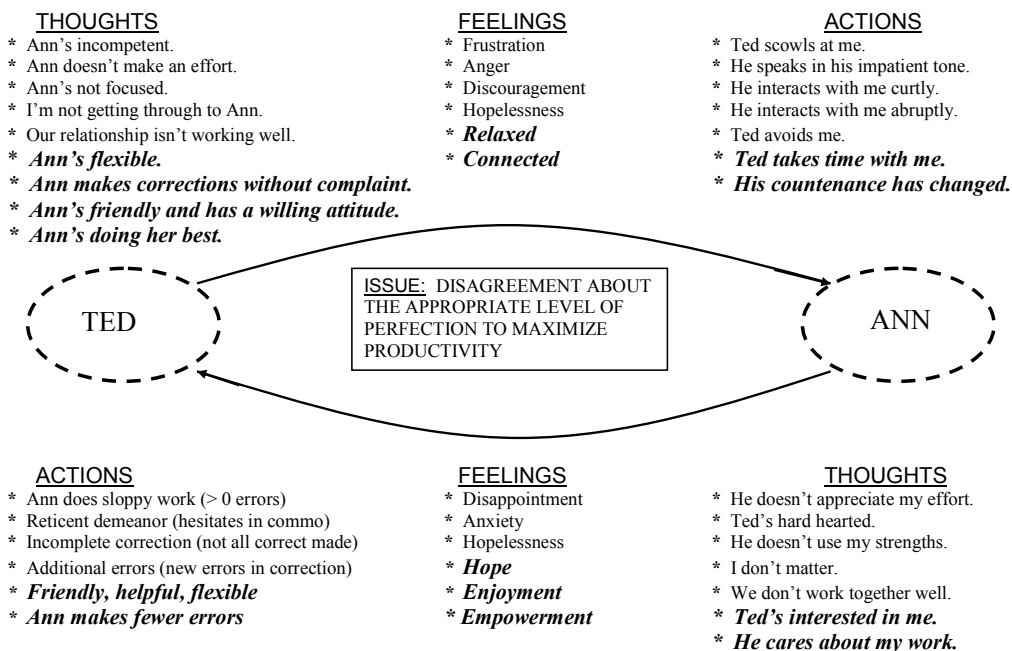 THOUGHTS
* Ann's incompetent.
* Ann doesn't make an effort.
* Ann's not focused.
* I'm not getting through to Ann.
* Our relationship isn't working well.
* Ann's flexible.
* Ann makes corrections without complaint.
* Ann's friendly and has a willing attitude.
* Ann's doing her best.
FEELINGS
* Frustration
* Anger
* Discouragement
* Hopelessness
* Relaxed
* Connected
ACTIONS
* Ted scowls at me.
* He speaks in his impatient tone.
* He interacts with me curtly.
* He interacts with me abruptly.
* Ted avoids me.
* Ted takes time with me.
* His countenance has changed.
TED
ISSUE: DISAGREEMENT ABOUT
THE APPROPRIATE LEVEL OF
PERFECTION TO MAXIMIZE
PRODUCTIVITY
ANN
ACTIONS
* Ann does sloppy work (> 0 errors)
* Reticent demeanor (hesitates in commo)
* Incomplete correction (not all correct made)
* Additional errors (new errors in correction)
* Friendly, helpful, flexible
* Ann makes fewer errors
FEELINGS
* Disappointment
* Anxiety
* Hopelessness
* Hope
* Enjoyment
* Empowerment
THOUGHTS
* He doesn't appreciate my effort.
* Ted's hard hearted.
* He doesn't use my strengths.
* I don't matter.
* We don't work together well.
* Ted's interested in me.
* He cares about my work.